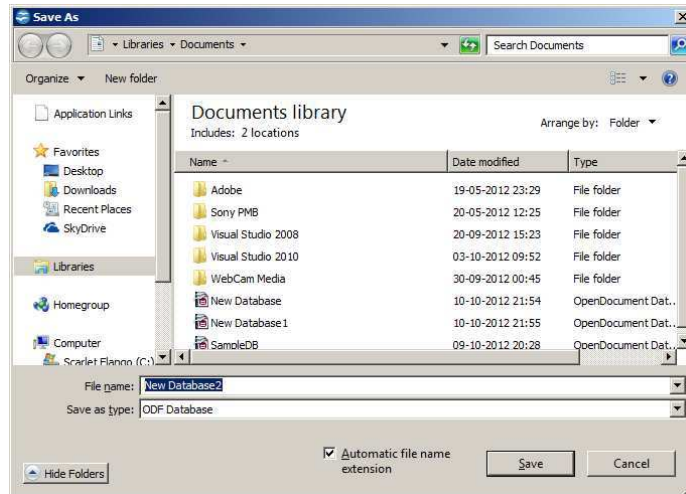 Save As
Libraries Documents
Search Documents
Organize New folder
Application Links
Favorites
Desktop
Downloads
Recent Places
SkyDrive
Libraries
Homegroup
Computer
Scarlet Flango (C:)
Documents library
Includes: 2 locations
Arrange by: Folder
Name Date modified Type
Adobe 19-05-2012 23:29 File folder
Sony PMB 20-05-2012 12:25 File folder
Visual Studio 2008 20-09-2012 15:23 File folder
Visual Studio 2010 03-10-2012 09:52 File folder
WebCam Media 30-09-2012 00:45 File folder
New Database 10-10-2012 21:54 OpenDocument Dat...
New Database1 10-10-2012 21:55 OpenDocument Dat...
SampleDB 09-10-2012 20:28 OpenDocument Dat...
File name: New Database2
Save as type: ODF Database
Automatic file name
extension
Save
Cancel
Hide Folders